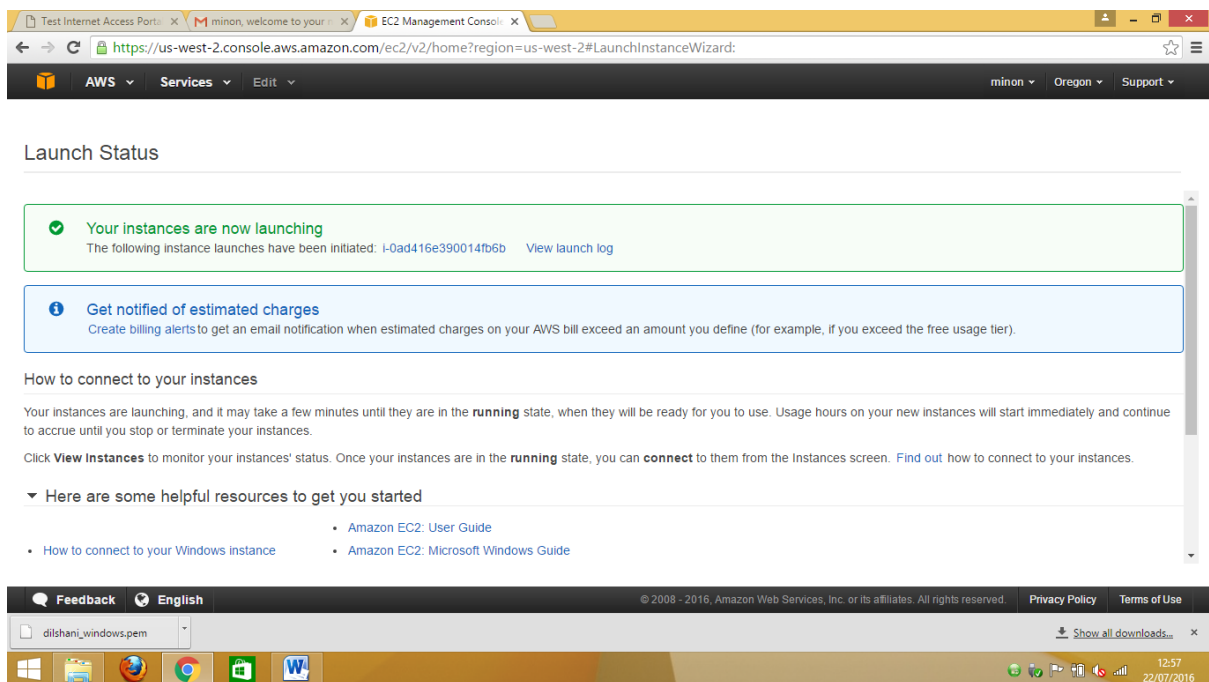 Test Internet Access Porta
minon, welcome to your
EC2 Management Console
https://us-west-2.console.aws.amazon.com/ec2/v2/home?region=us-west-2#LaunchInstanceWizard:
AWS Services Edit minon Oregon Support
Launch Status
Your instances are now launching
The following instance launches have been initiated: i-0ad416e390014fb6b View launch log
Get notified of estimated charges
Create billing alerts to get an email notification when estimated charges on your AWS bill exceed an amount you define (for example, if you exceed the free usage tier).
How to connect to your instances
Your instances are launching, and it may take a few minutes until they are in the running state, when they will be ready for you to use. Usage hours on your new instances will start immediately and continue
to accrue until you stop or terminate your instances.
Click View Instances to monitor your instances' status. Once your instances are in the running state, you can connect to them from the Instances screen. Find out how to connect to your instances.
Here are some helpful resources to get you started
• Amazon EC2: User Guide
• How to connect to your Windows instance • Amazon EC2: Microsoft Windows Guide
Feedback English © 2008 - 2016, Amazon Web Services, Inc. or its affiliates. All rights reserved. Privacy Policy Terms of Use
dilshani_windows.pem Show all downloads...
12:57
22/07/2016